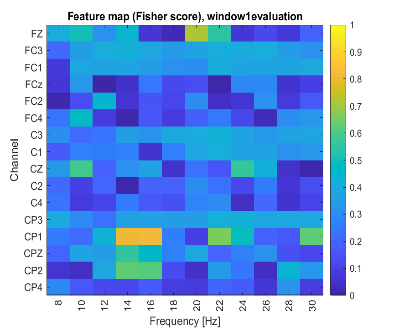 Feature map (Fisher score), window1evaluation
FZ
FC3
FC1
FCz
FC2
FC4
C3
C1
CZ
C2
C4
CP3
CP1
CPZ
CP2
CP4
Channel
8 10 12 14 16 18 20 22 24 26 28 30
Frequency [Hz]
1
0.9
0.8
0.7
0.6
0.5
0.4
0.3
0.2
0.1
0